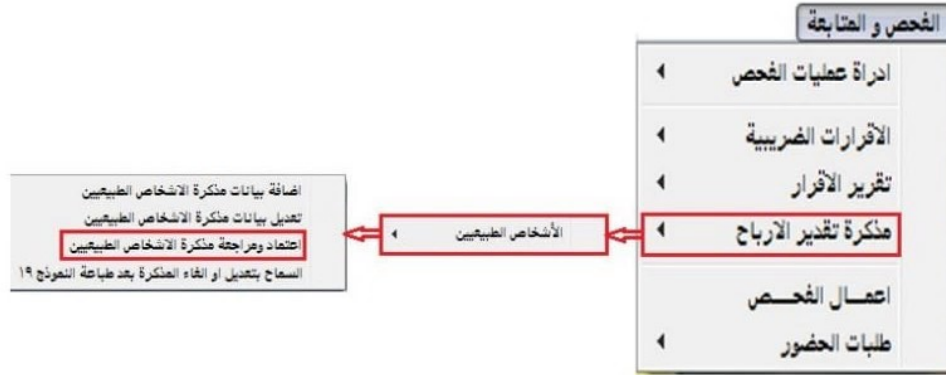 الفحص و المتابعة
ادراة عمليات الفحص
الاقرارات الضريبية
تقرير الاقرار
مذكرة تقدير الارباح
اعمــال الفحــص
طلبات الحضور
الأشخاص الطبيعيين
اضافة بيانات مذكرة الاشخاص الطبيعيين
تعديل بيانات مذكرة الاشخاص الطبيعيين
اعتماد ومراجعة مذكرة الاشخاص الطبيعيين
السماح بتعديل او الغاء المذكرة بعد طباعة النموذج ١٩